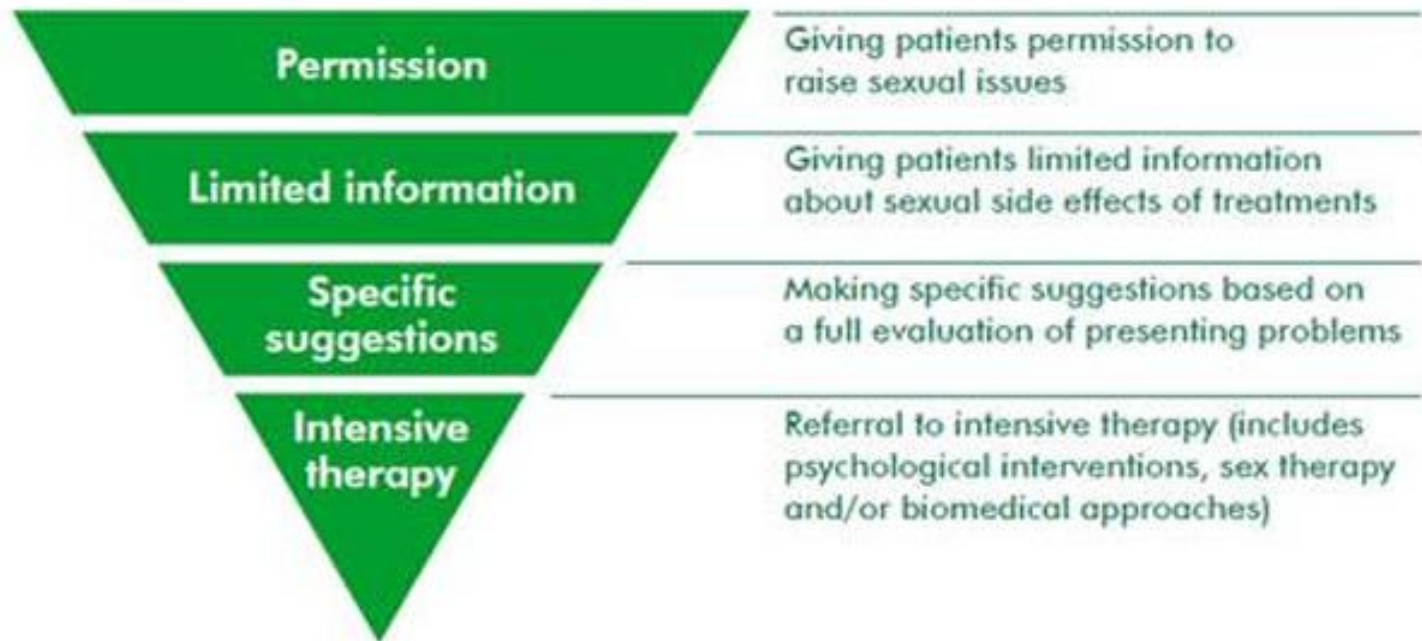 Permission
Giving patients permission to
raise sexual issues
Limited information
Giving patients limited information
about sexual side effects of treatments
Specific
suggestions
Making specific suggestions based on
a full evaluation of presenting problems
Intensive
therapy
Referral to intensive therapy (includes
psychological interventions, sex therapy
and/or biomedical approaches)